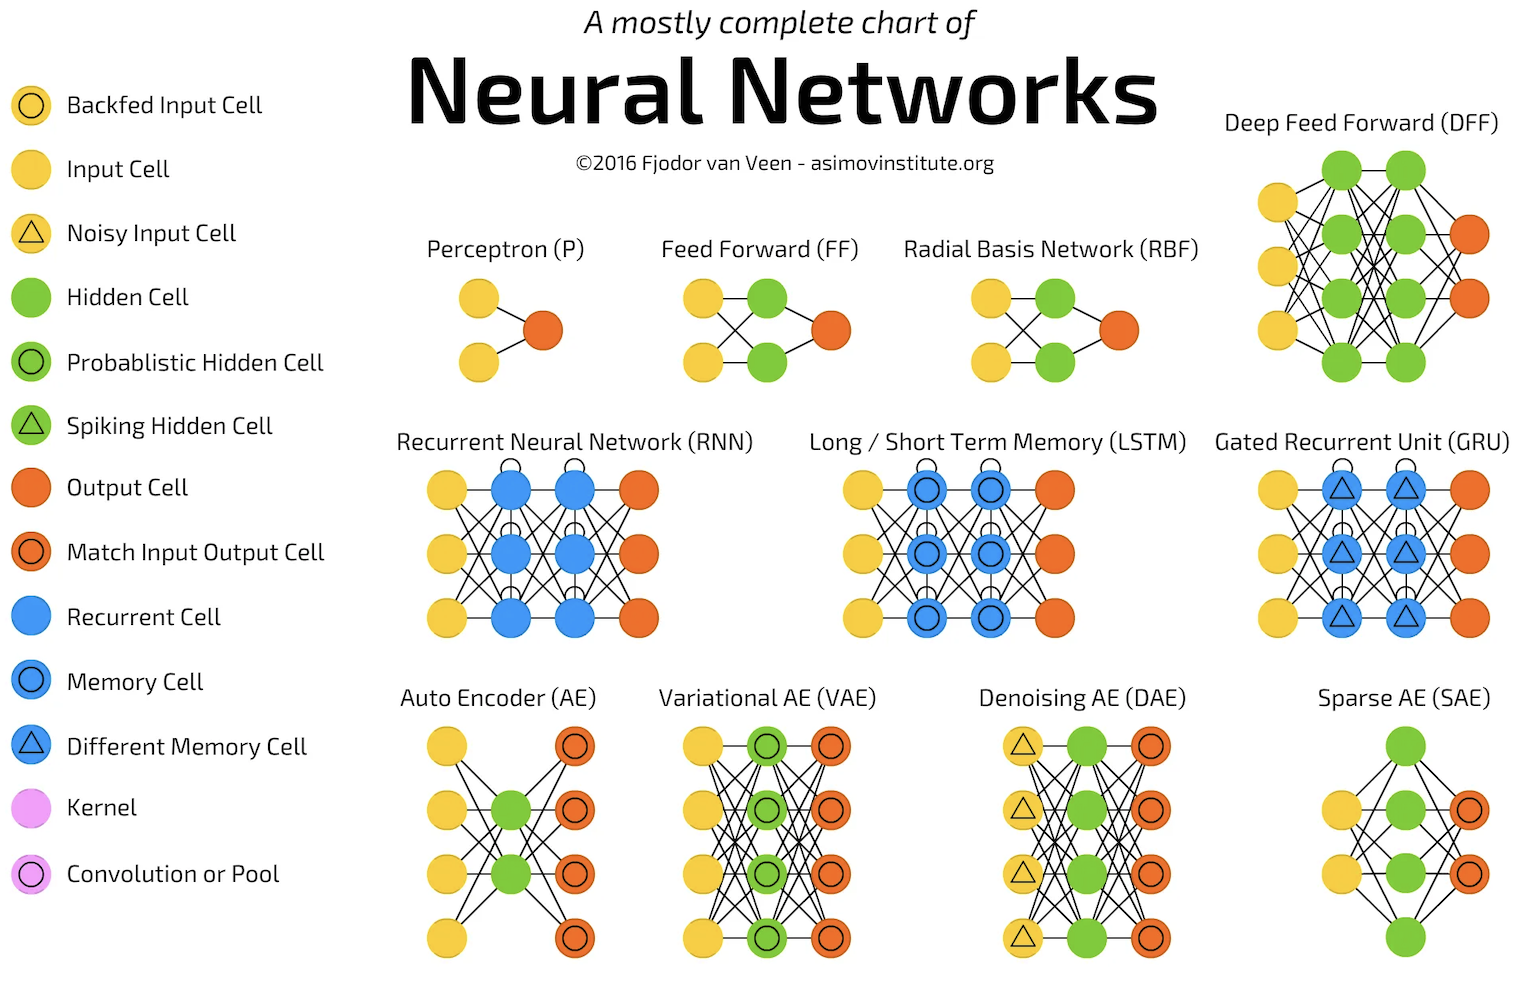 A mostly complete chart of
Neural Networks
©2016 Fjodor van Veen - asimovinstitute.org
Backfed Input Cell
Input Cell
Noisy Input Cell
Hidden Cell
Probablistic Hidden Cell
Spiking Hidden Cell
Output Cell
Match Input Output Cell
Recurrent Cell
Memory Cell
Different Memory Cell
Kernel
Convolution or Pool
Deep Feed Forward (DFF)
Perceptron (P)
Feed Forward (FF)
Radial Basis Network (RBF)
Recurrent Neural Network (RNN)
Long / Short Term Memory (LSTM)
Gated Recurrent Unit (GRU)
Auto Encoder (AE)
Variational AE (VAE)
Denoising AE (DAE)
Sparse AE (SAE)